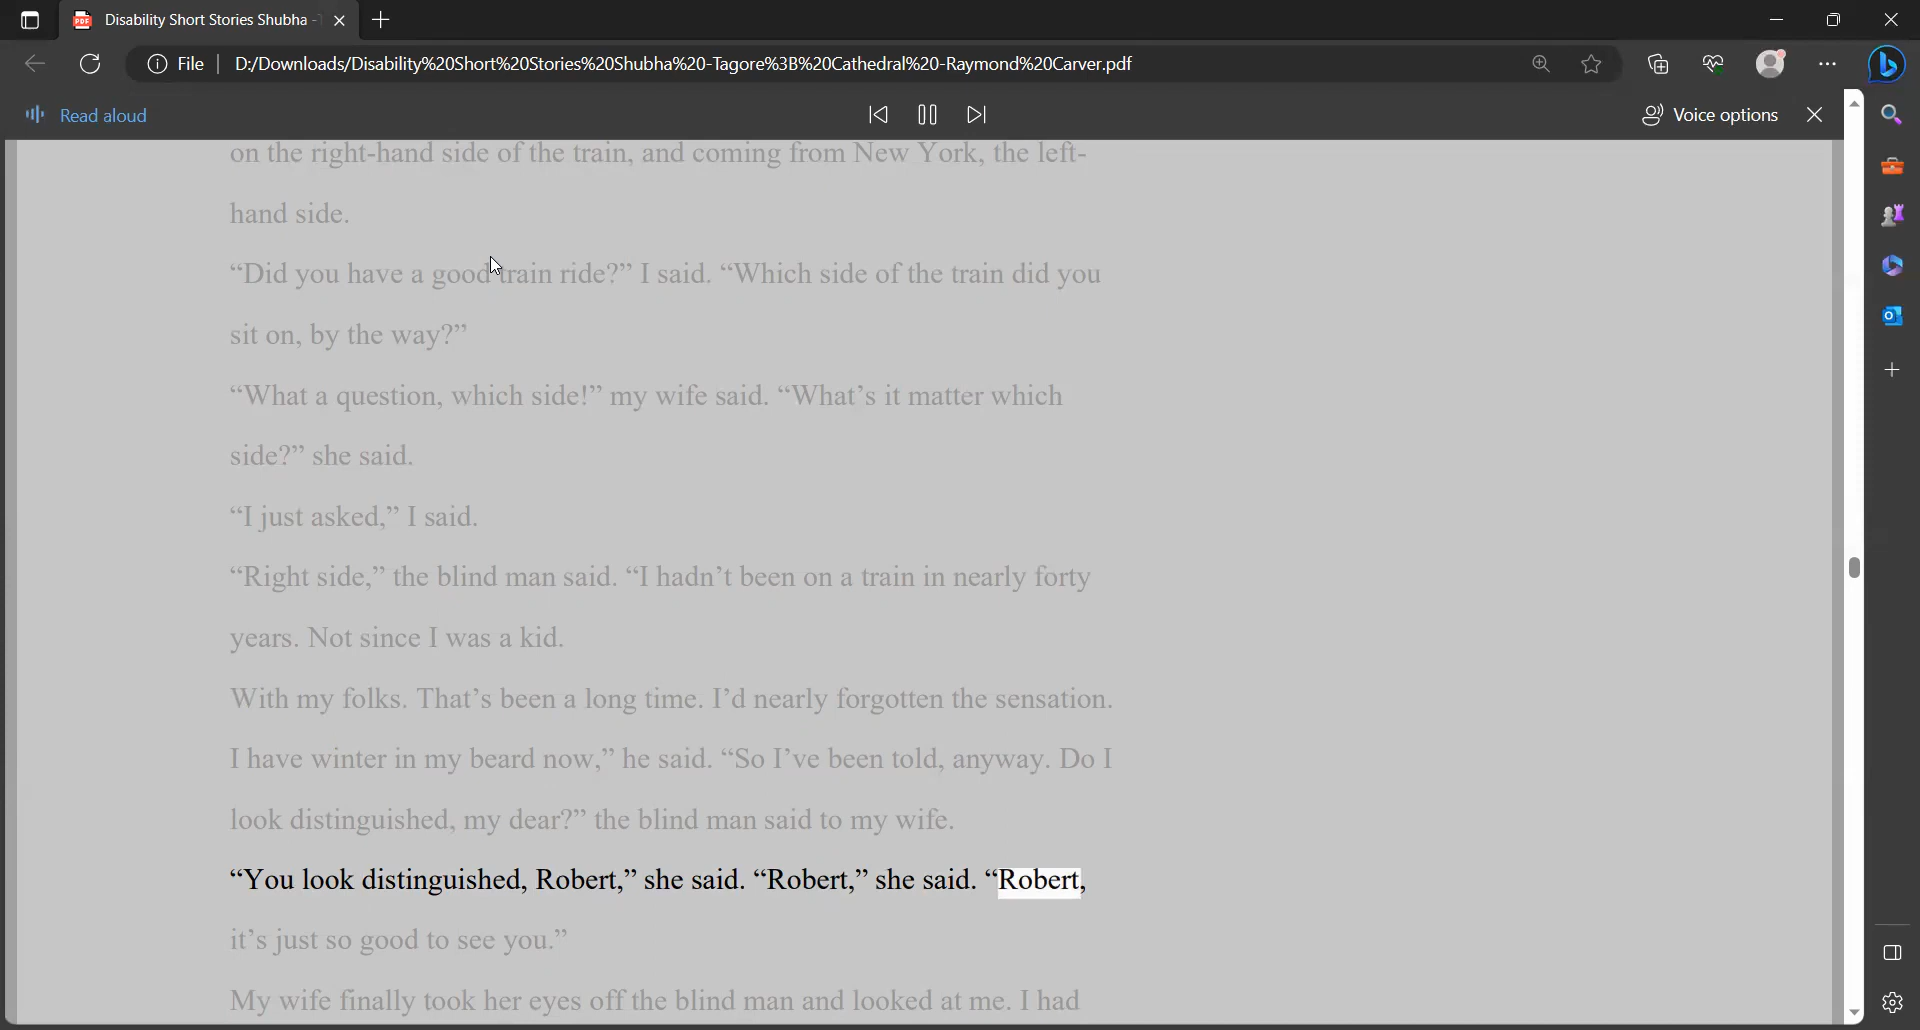 Disability Short Stories Shubha -
File
D:/Downloads/Disability%20Short%20Stories%20Shubha%20-Tagore%3B%20Cathedral%20-Raymond%20Carver.pdf
Read aloud
Voice options
on the right-hand side of the train, and coming from New York, the left-
hand side.
“Did you have a good train ride?” I said. “Which side of the train did you
sit on, by the way?”
“What a question, which side!” my wife said. “What’s it matter which
side?” she said.
“I just asked,” I said.
“Right side,” the blind man said. “I hadn’t been on a train in nearly forty
years. Not since I was a kid.
With my folks. That’s been a long time. I’d nearly forgotten the sensation.
I have winter in my beard now,” he said. “So I’ve been told, anyway. Do I
look distinguished, my dear?” the blind man said to my wife.
“You look distinguished, Robert,” she said. “Robert,” she said. “Robert,
it’s just so good to see you.”
My wife finally took her eyes off the blind man and looked at me. I had